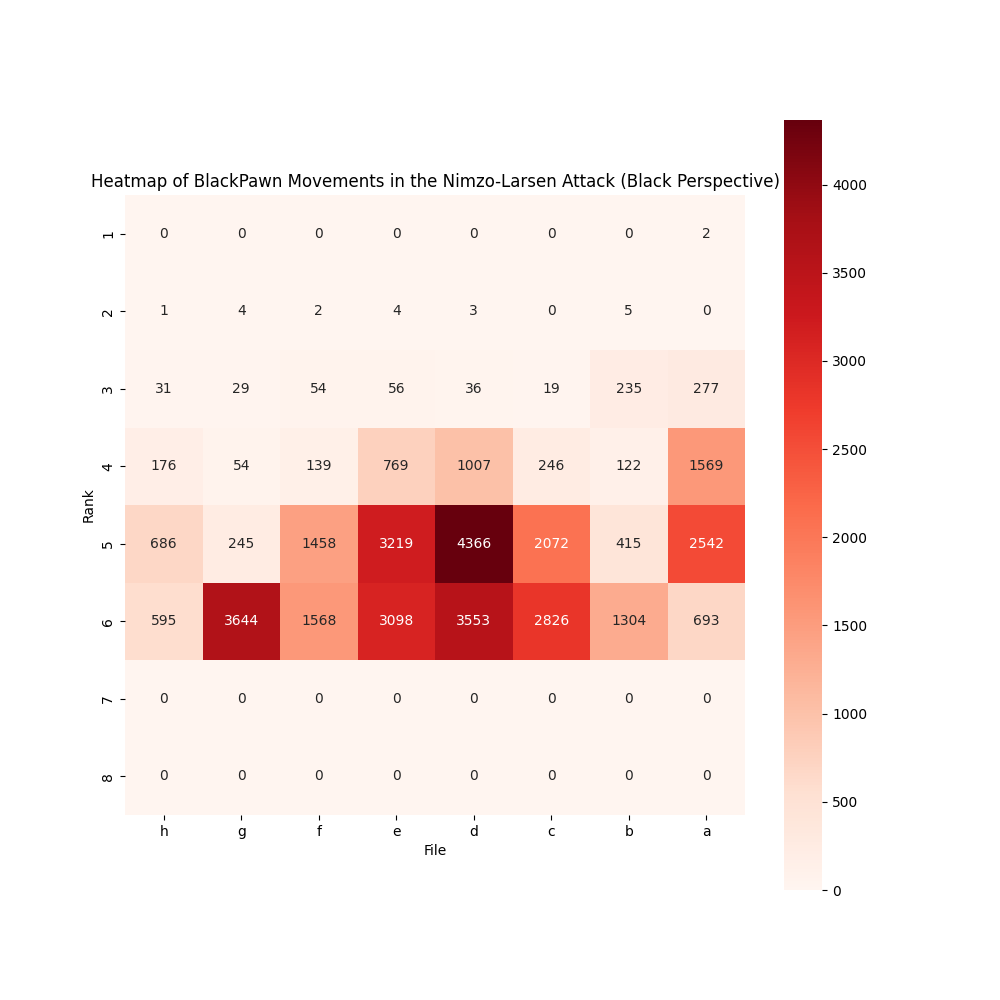 Heatmap of BlackPawn Movements in the Nimzo-Larsen Attack (Black Perspective)
1 0 0 0 0 0 0 0 2
2 1 4 2 4 3 0 5 0
3 31 29 54 56 36 19 235 277
4 176 54 139 769 1007 246 122 1569
5 686 245 1458 3219 4366 2072 415 2542
6 595 3644 1568 3098 3553 2826 1304 693
7 0 0 0 0 0 0 0 0
8 0 0 0 0 0 0 0 0
h g f e d c b a
File
Rank
4000
3500
3000
2500
2000
1500
1000
500
0